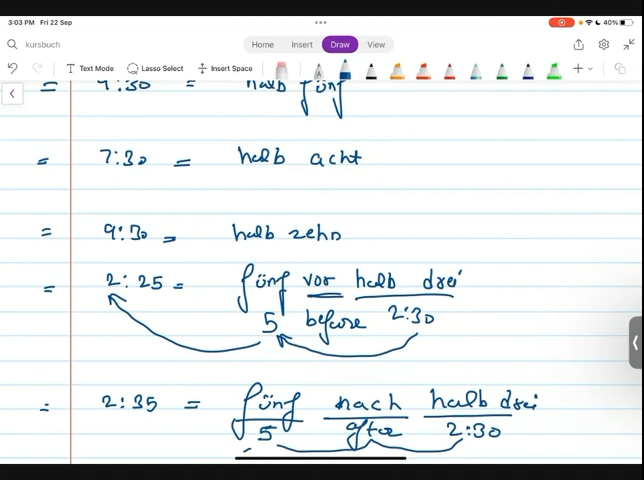 3:03 PM Fri 22 Sep
40%
kursbuch
Home Insert Draw View
Text Mode Lasso Select Insert Space
= 4:30 = halb fünf
= 7:30 = halb acht
= 9:30 = halb zehn
= 2:25 = fünf vor halb drei
5 before 2:30
= 2:35 = fünf nach halb drei
5 after 2:30